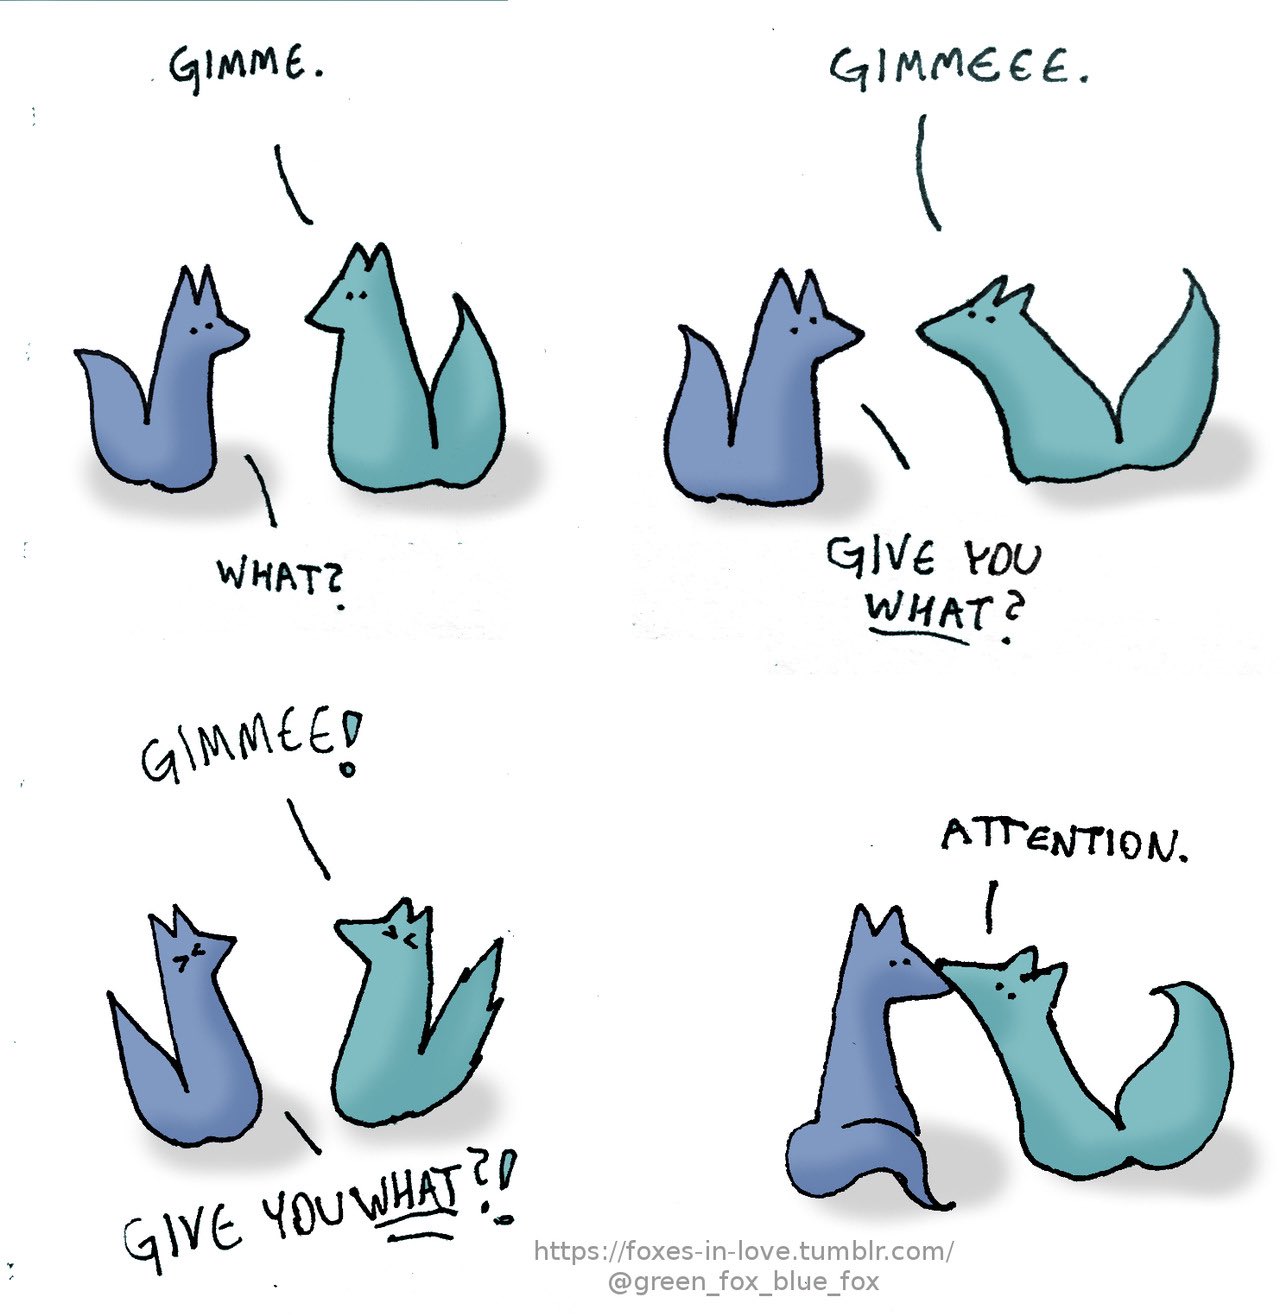 GIMME.
WHAT?
GIMMEEE.
GIVE YOU
WHAT?
GIMMEE!
GIVE YOU WHAT?!
ATTENTION.
https://foxes-in-love.tumblr.com/
@green_fox_blue_fox